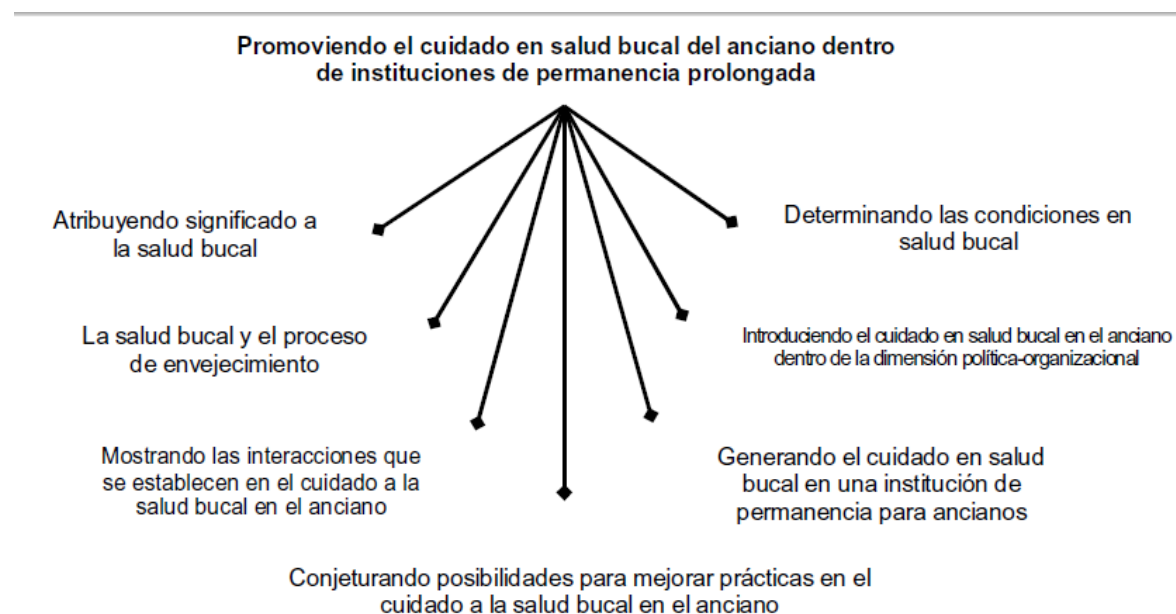 Promoviendo el cuidado en salud bucal del anciano dentro
de instituciones de permanencia prolongada
Atribuyendo significado a
la salud bucal
Determinando las condiciones en
salud bucal
La salud bucal y el proceso
de envejecimiento
Introduciendo el cuidado en salud bucal en el anciano
dentro de la dimensión política-organizacional
Mostrando las interacciones que
se establecen en el cuidado a la
salud bucal en el anciano
Generando el cuidado en salud
bucal en una institución de
permanencia para ancianos
Conjeturando posibilidades para mejorar prácticas en el
cuidado a la salud bucal en el anciano